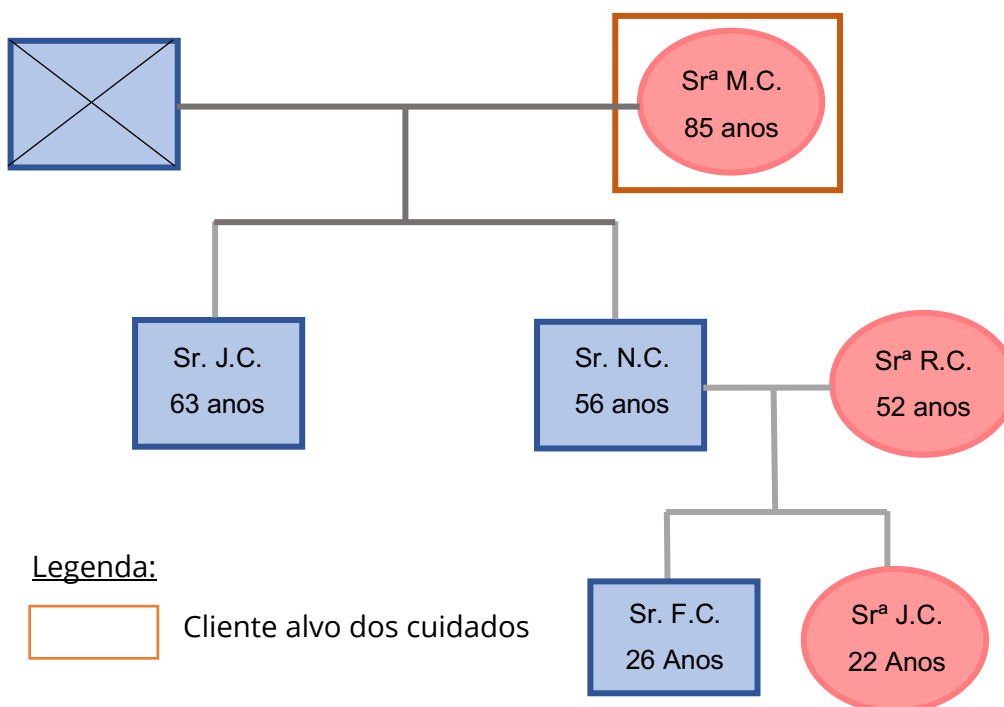 Srª M.C.
85 anos
Sr. J.C.
63 anos
Sr. N.C.
56 anos
Srª R.C.
52 anos
Legenda:
Cliente alvo dos cuidados
Sr. F.C.
26 Anos
Srª J.C.
22 Anos